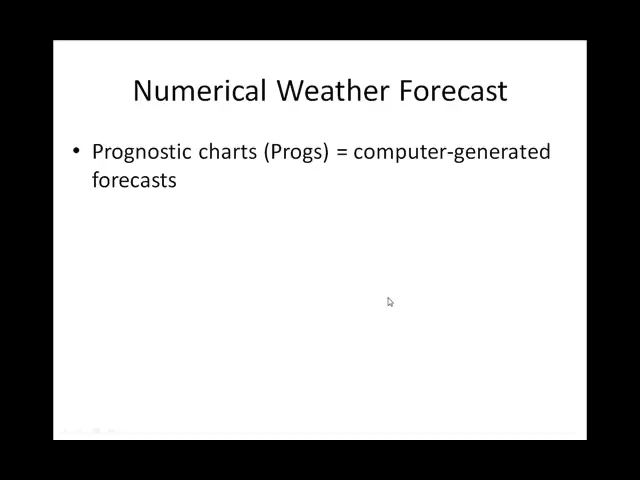 Numerical Weather Forecast
• Prognostic charts (Progs) = computer-generated
forecasts